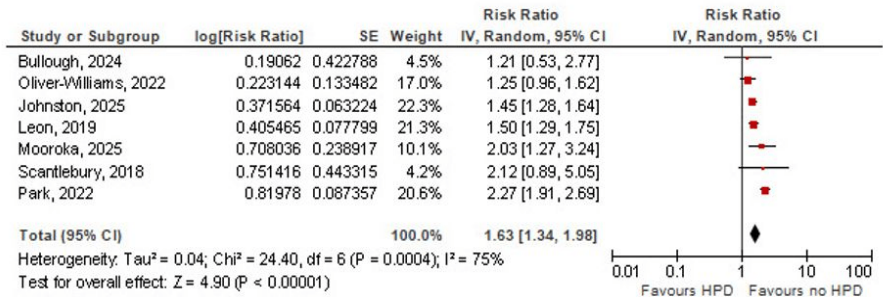 Risk Ratio Risk Ratio
Study or Subgroup log[Risk Ratio] SE Weight IV, Random, 95% CI IV, Random, 95% CI
Bullough, 2024 0.19062 0.422788 4.5% 1.21 [0.53, 2.77]
Oliver-Williams, 2022 0.223144 0.133482 17.0% 1.25 [0.96, 1.62]
Johnston, 2025 0.371564 0.063224 22.3% 1.45 [1.28, 1.64]
Leon, 2019 0.405465 0.077799 21.3% 1.50 [1.29, 1.75]
Mooroka, 2025 0.708036 0.238917 10.1% 2.03 [1.27, 3.24]
Scantlebury, 2018 0.751416 0.443315 4.2% 2.12 [0.89, 5.05]
Park, 2022 0.81978 0.087357 20.6% 2.27 [1.91, 2.69]
Total (95% CI) 100.0% 1.63 [1.34, 1.98]
Heterogeneity: Tau² = 0.04; Chi² = 24.40, df = 6 (P = 0.0004); I² = 75%
Test for overall effect: Z = 4.90 (P < 0.00001)
0.01 0.1 1 10 100
Favours HPD Favours no HPD